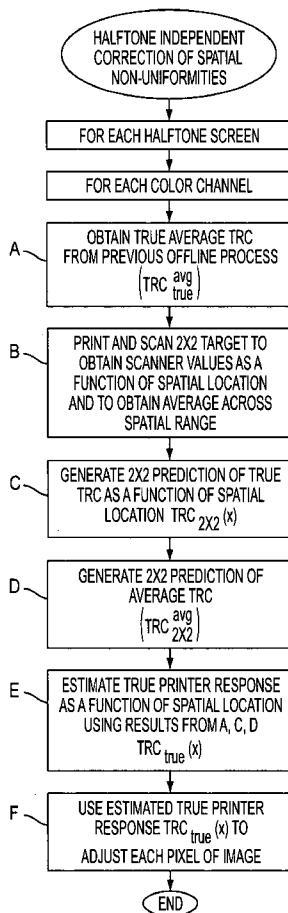 HALFTONE INDEPENDENT
CORRECTION OF SPATIAL
NON-UNIFORMITIES
FOR EACH HALFTONE SCREEN
FOR EACH COLOR CHANNEL
A
OBTAIN TRUE AVERAGE TRC
FROM PREVIOUS OFFLINE PROCESS
(TRC avg true)
B
PRINT AND SCAN 2X2 TARGET TO
OBTAIN SCANNER VALUES AS A
FUNCTION OF SPATIAL LOCATION
AND TO OBTAIN AVERAGE ACROSS
SPATIAL RANGE
C
GENERATE 2X2 PREDICTION OF TRUE
TRC AS A FUNCTION OF SPATIAL
LOCATION TRC 2X2 (x)
D
GENERATE 2X2 PREDICTION OF
AVERAGE TRC
(TRC avg 2X2)
E
ESTIMATE TRUE PRINTER RESPONSE
AS A FUNCTION OF SPATIAL LOCATION
USING RESULTS FROM A, C, D
TRC true (x)
F
USE ESTIMATED TRUE PRINTER
RESPONSE TRC true (x) TO
ADJUST EACH PIXEL OF IMAGE
END